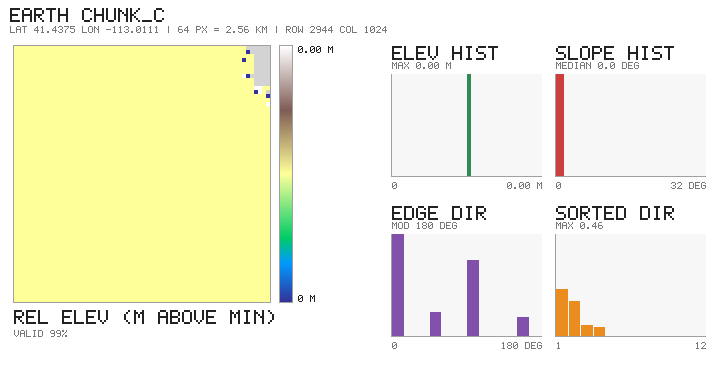 EARTH CHUNK_C
LAT 41.4375 LON -113.0111 | 64 PX = 2.56 KM | ROW 2944 COL 1024
0.00 M
0 M
REL ELEV (M ABOVE MIN)
VALID 99%
ELEV HIST
MAX 0.00 M
0
0.00 M
SLOPE HIST
MEDIAN 0.0 DEG
0
32 DEG
EDGE DIR
MOD 180 DEG
0
180 DEG
SORTED DIR
MAX 0.46
1
12